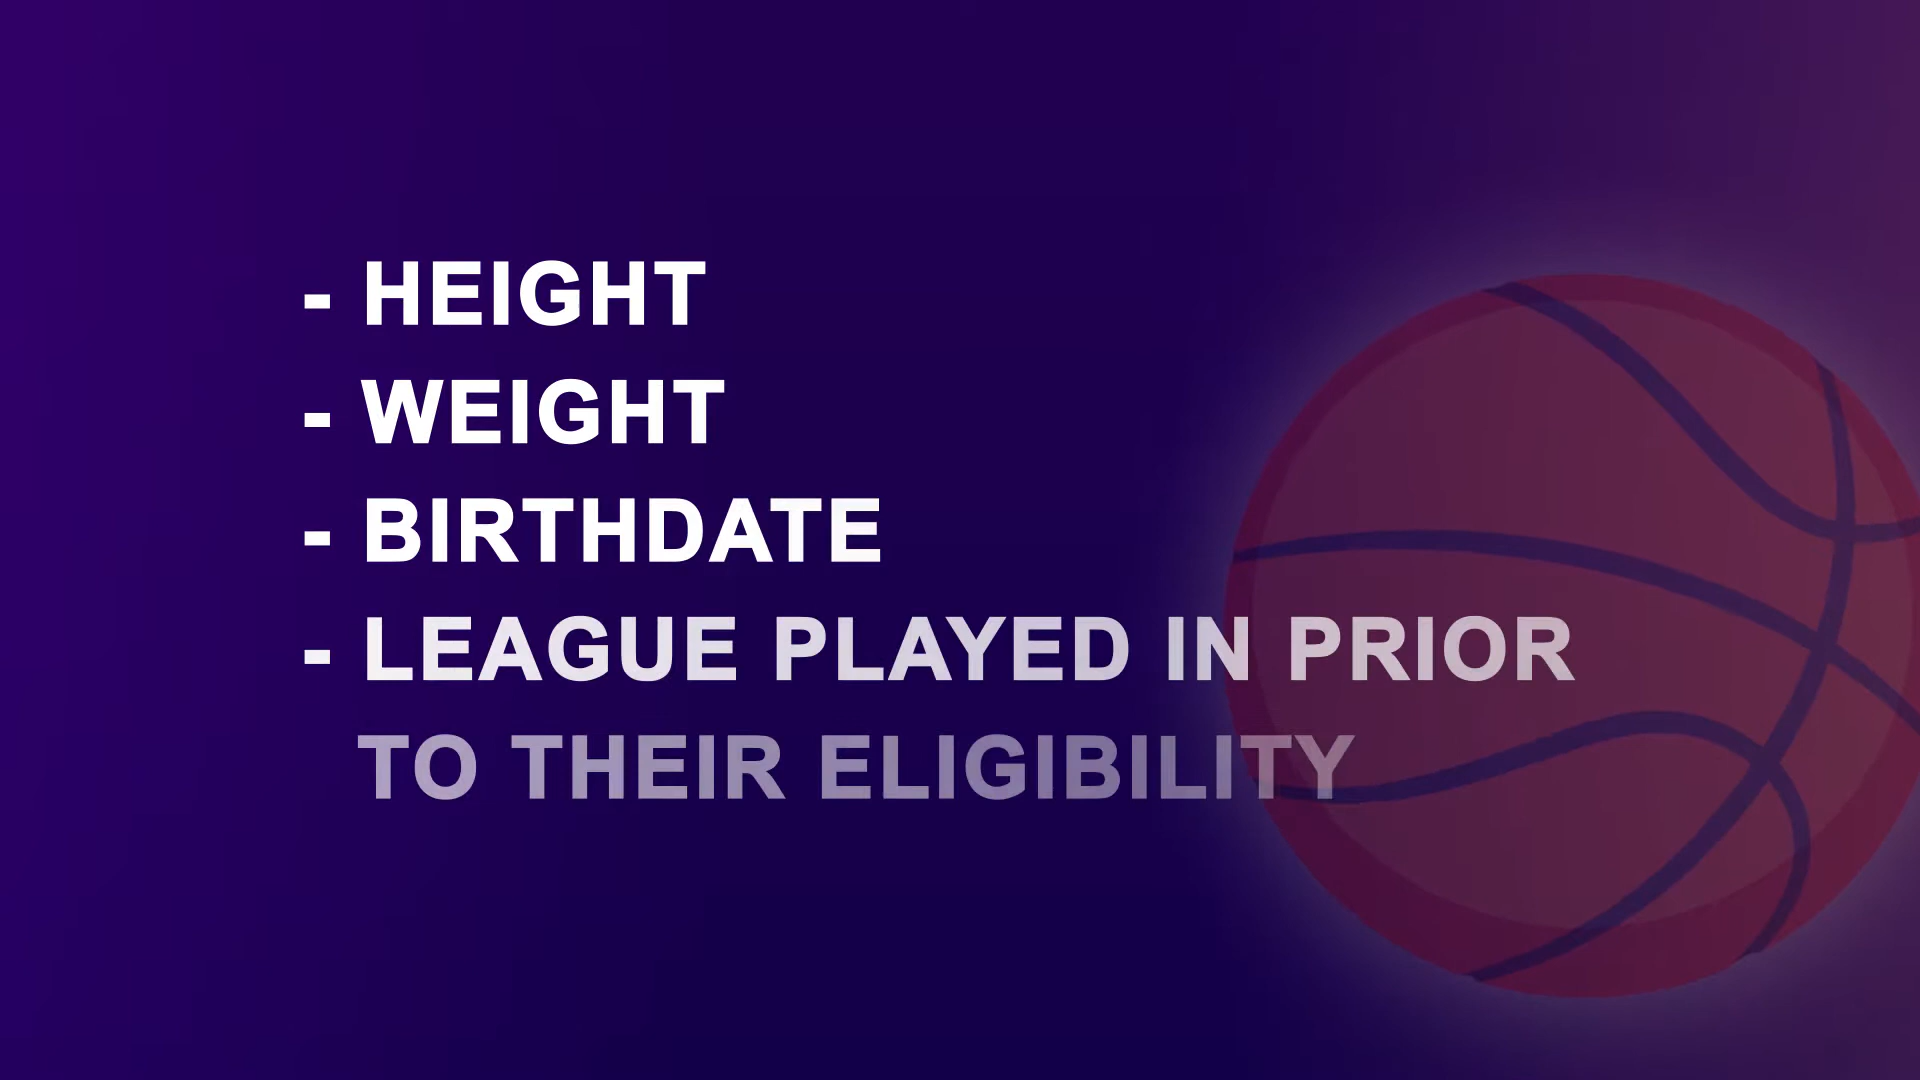 - HEIGHT
- WEIGHT
- BIRTHDATE
- LEAGUE PLAYED IN PRIOR
TO THEIR ELIGIBILITY